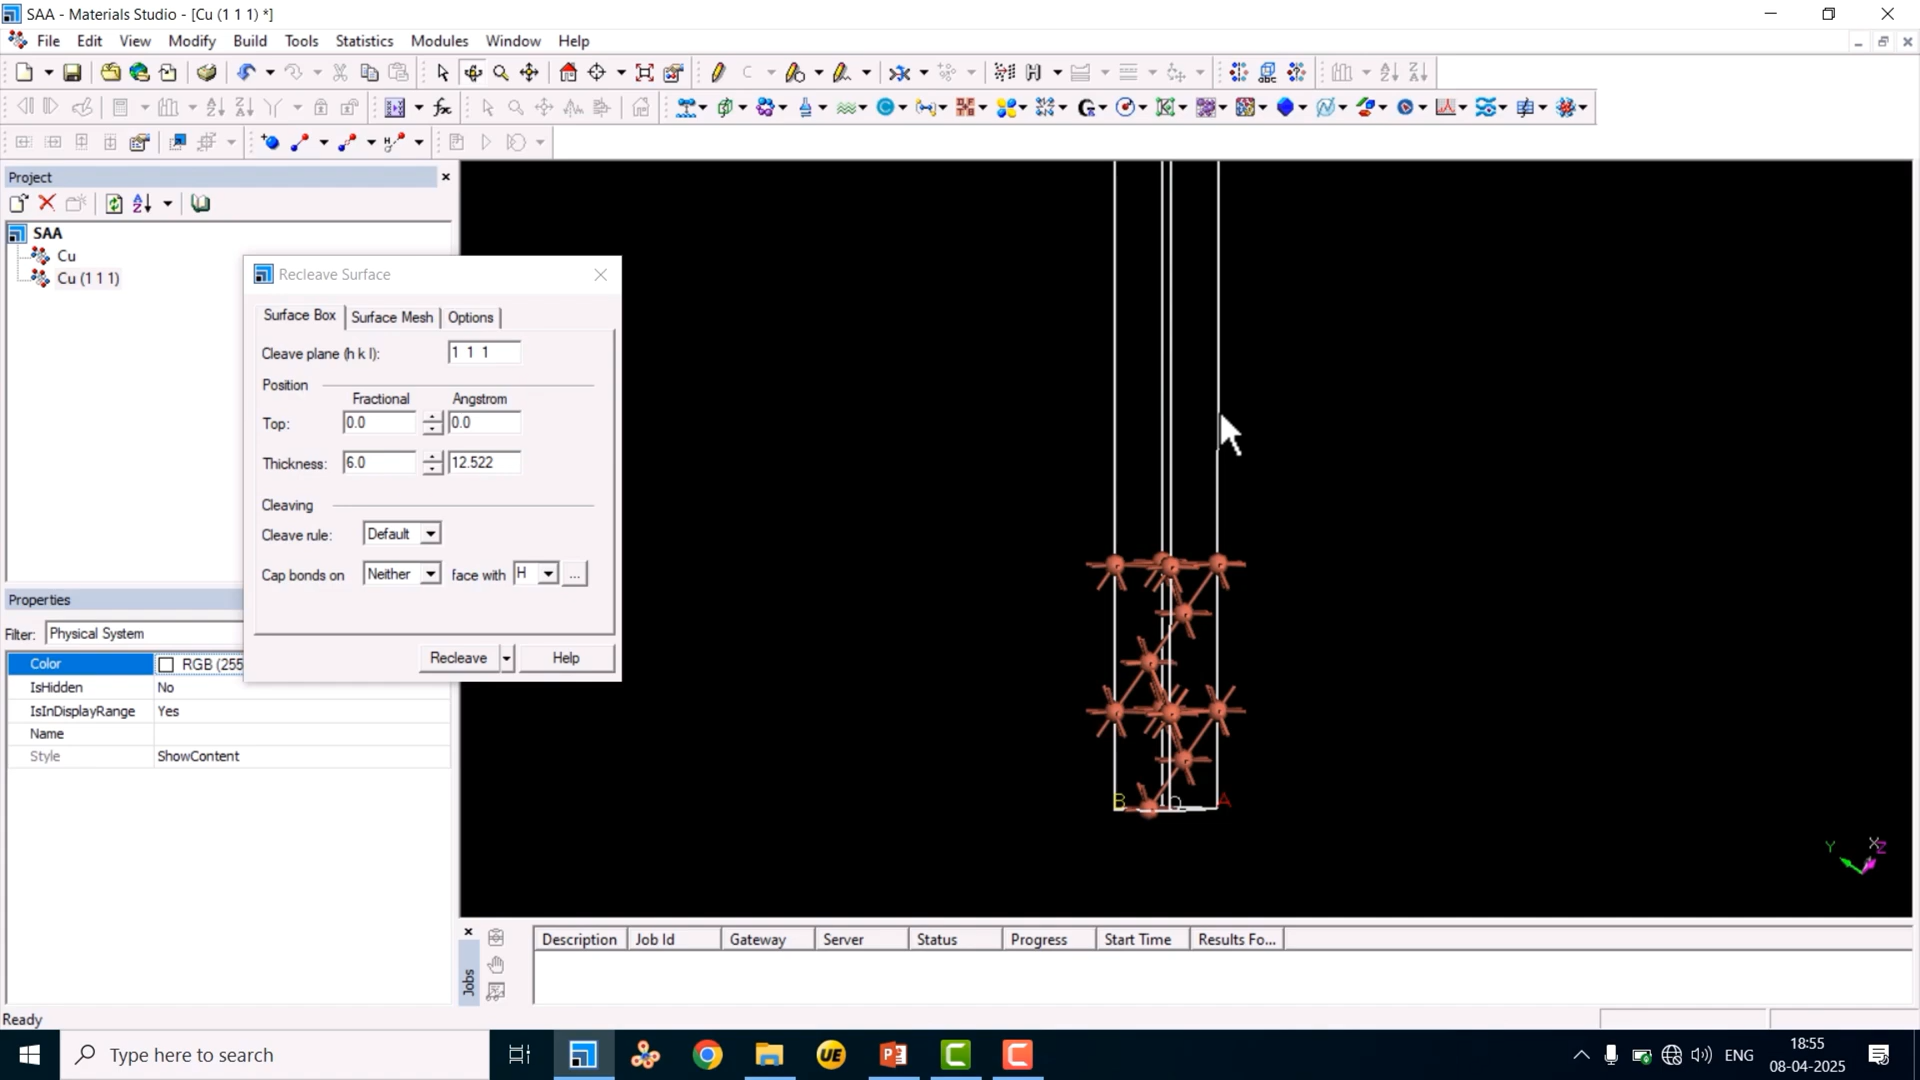 SAA - Materials Studio - [Cu (1 1 1) *]
File Edit View Modify Build Tools Statistics Modules Window Help
Project
SAA
Cu
Cu (1 1 1)
Recleave Surface
Surface Box Surface Mesh Options
Cleave plane (h k l): 1 1 1
Position
Fractional Angstrom
Top: 0.0 0.0
Thickness: 6.0 12.522
Cleaving
Cleave rule: Default
Cap bonds on Neither face with H ...
Recleave Help
Properties
Filter: Physical System
Color RGB (255
IsHidden No
IsInDisplayRange Yes
Name
Style ShowContent
B O A
Y X Z
Jobs
Description Job Id Gateway Server Status Progress Start Time Results Fo...
Ready
Type here to search
UE
ENG
18:55
08-04-2025